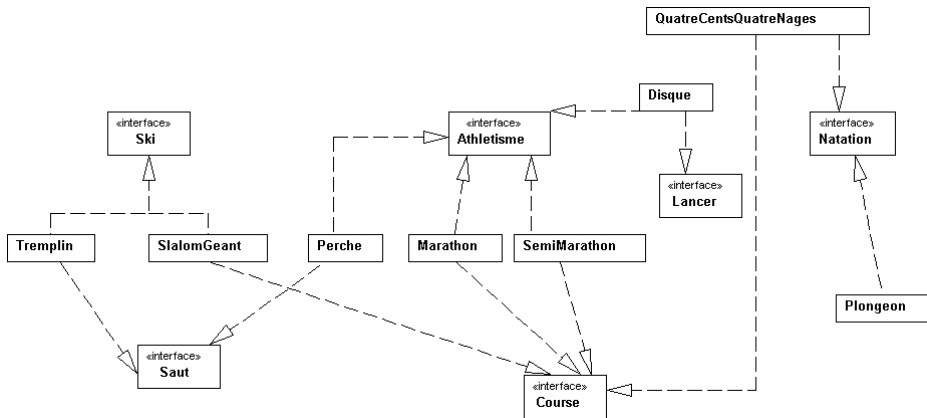 QuatreCentsQuatreNages
Disque
«interface»
Ski
«interface»
Athletisme
«interface»
Natation
«interface»
Lancer
Tremplin
SlalomGeant
Perche
Marathon
SemiMarathon
Plongeon
«interface»
Saut
«interface»
Course